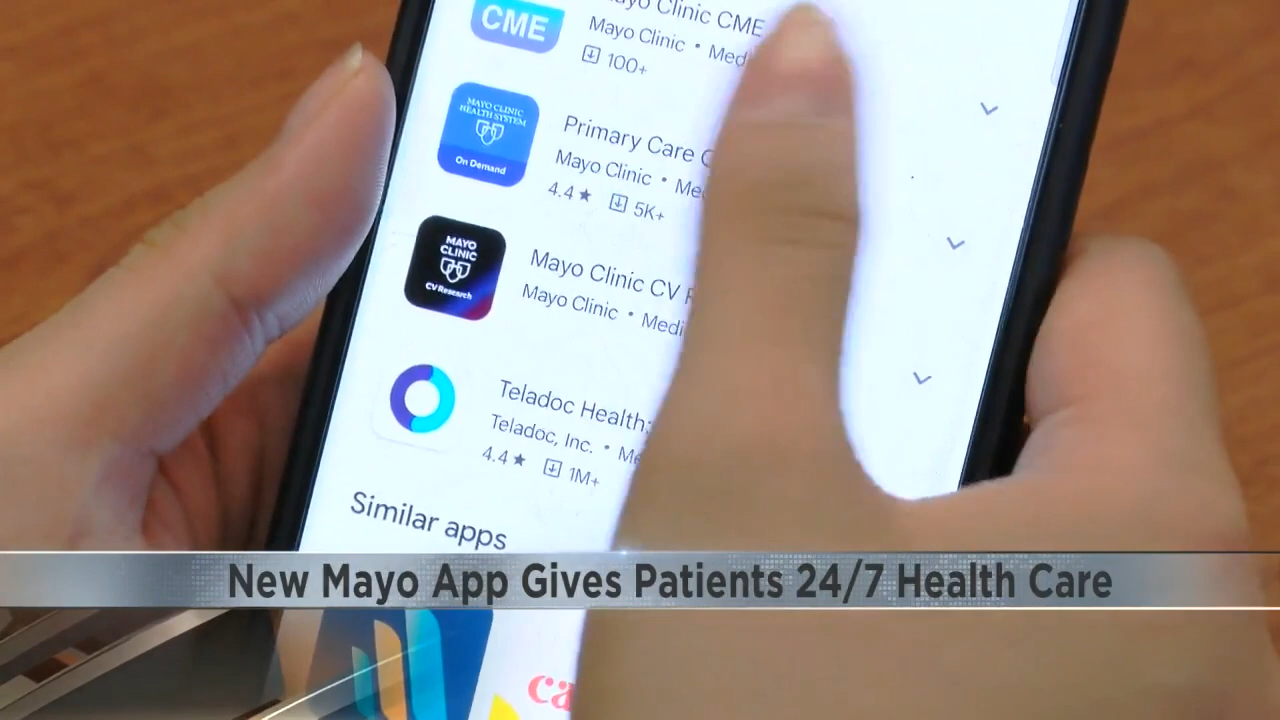 CME
Mayo Clinic CME
Mayo Clinic • Med
100+
MAYO CLINIC
HEALTH SYSTEM
On Demand
Primary Care
Mayo Clinic • Me
4.4★ 5K+
MAYO
CLINIC
CV Research
Mayo Clinic CV
Mayo Clinic • Medi
Teladoc Health:
Teladoc, Inc. • Me
4.4★ 1M+
Similar apps
New Mayo App Gives Patients 24/7 Health Care
ca